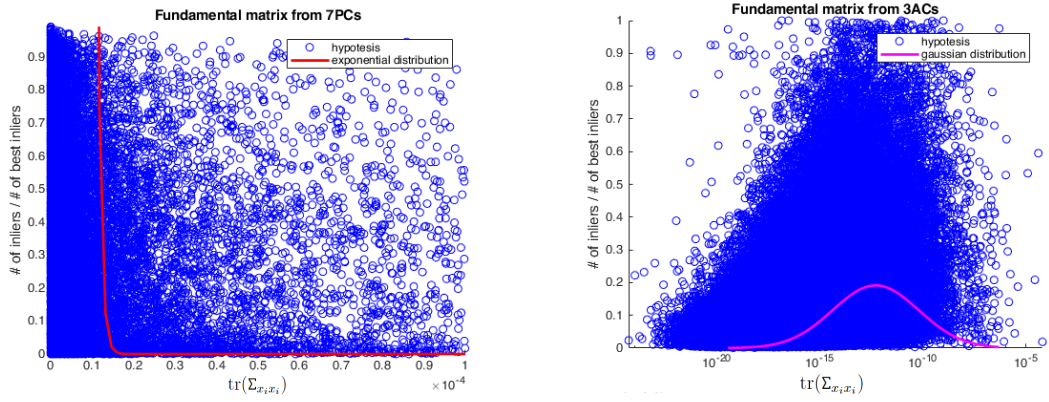 Fundamental matrix from 7PCs
hypotesis
exponential distribution
# of inliers / # of best inliers
0.9
0.8
0.7
0.6
0.5
0.4
0.3
0.2
0.1
0
0 0.1 0.2 0.3 0.4 0.5 0.6 0.7 0.8 0.9 1
×10⁻⁴
tr(Σ_{x_i x_i})
Fundamental matrix from 3ACs
hypotesis
gaussian distribution
# of inliers / # of best inliers
1
0.9
0.8
0.7
0.6
0.5
0.4
0.3
0.2
0.1
0
10⁻²⁰ 10⁻¹⁵ 10⁻¹⁰ 10⁻⁵
tr(Σ_{x_i x_i})